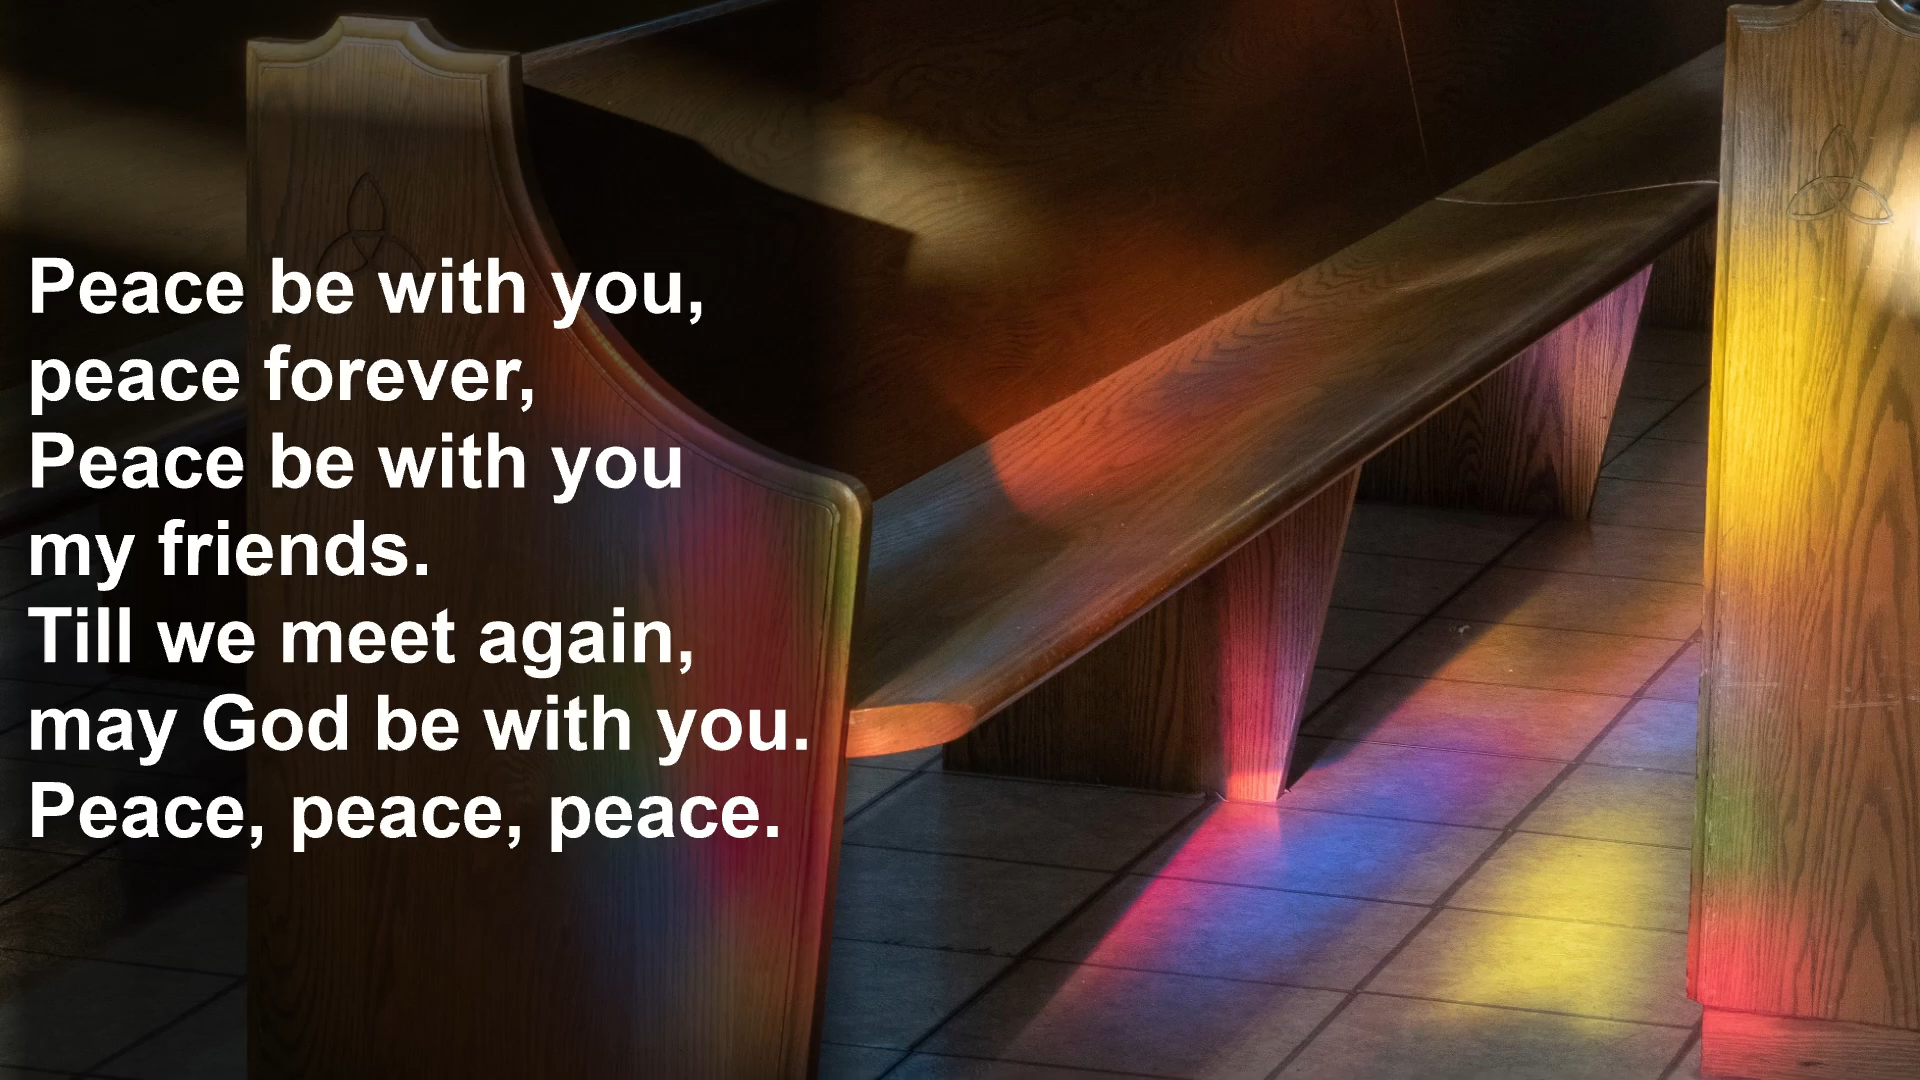 Peace be with you,
peace forever,
Peace be with you
my friends.
Till we meet again,
may God be with you.
Peace, peace, peace.